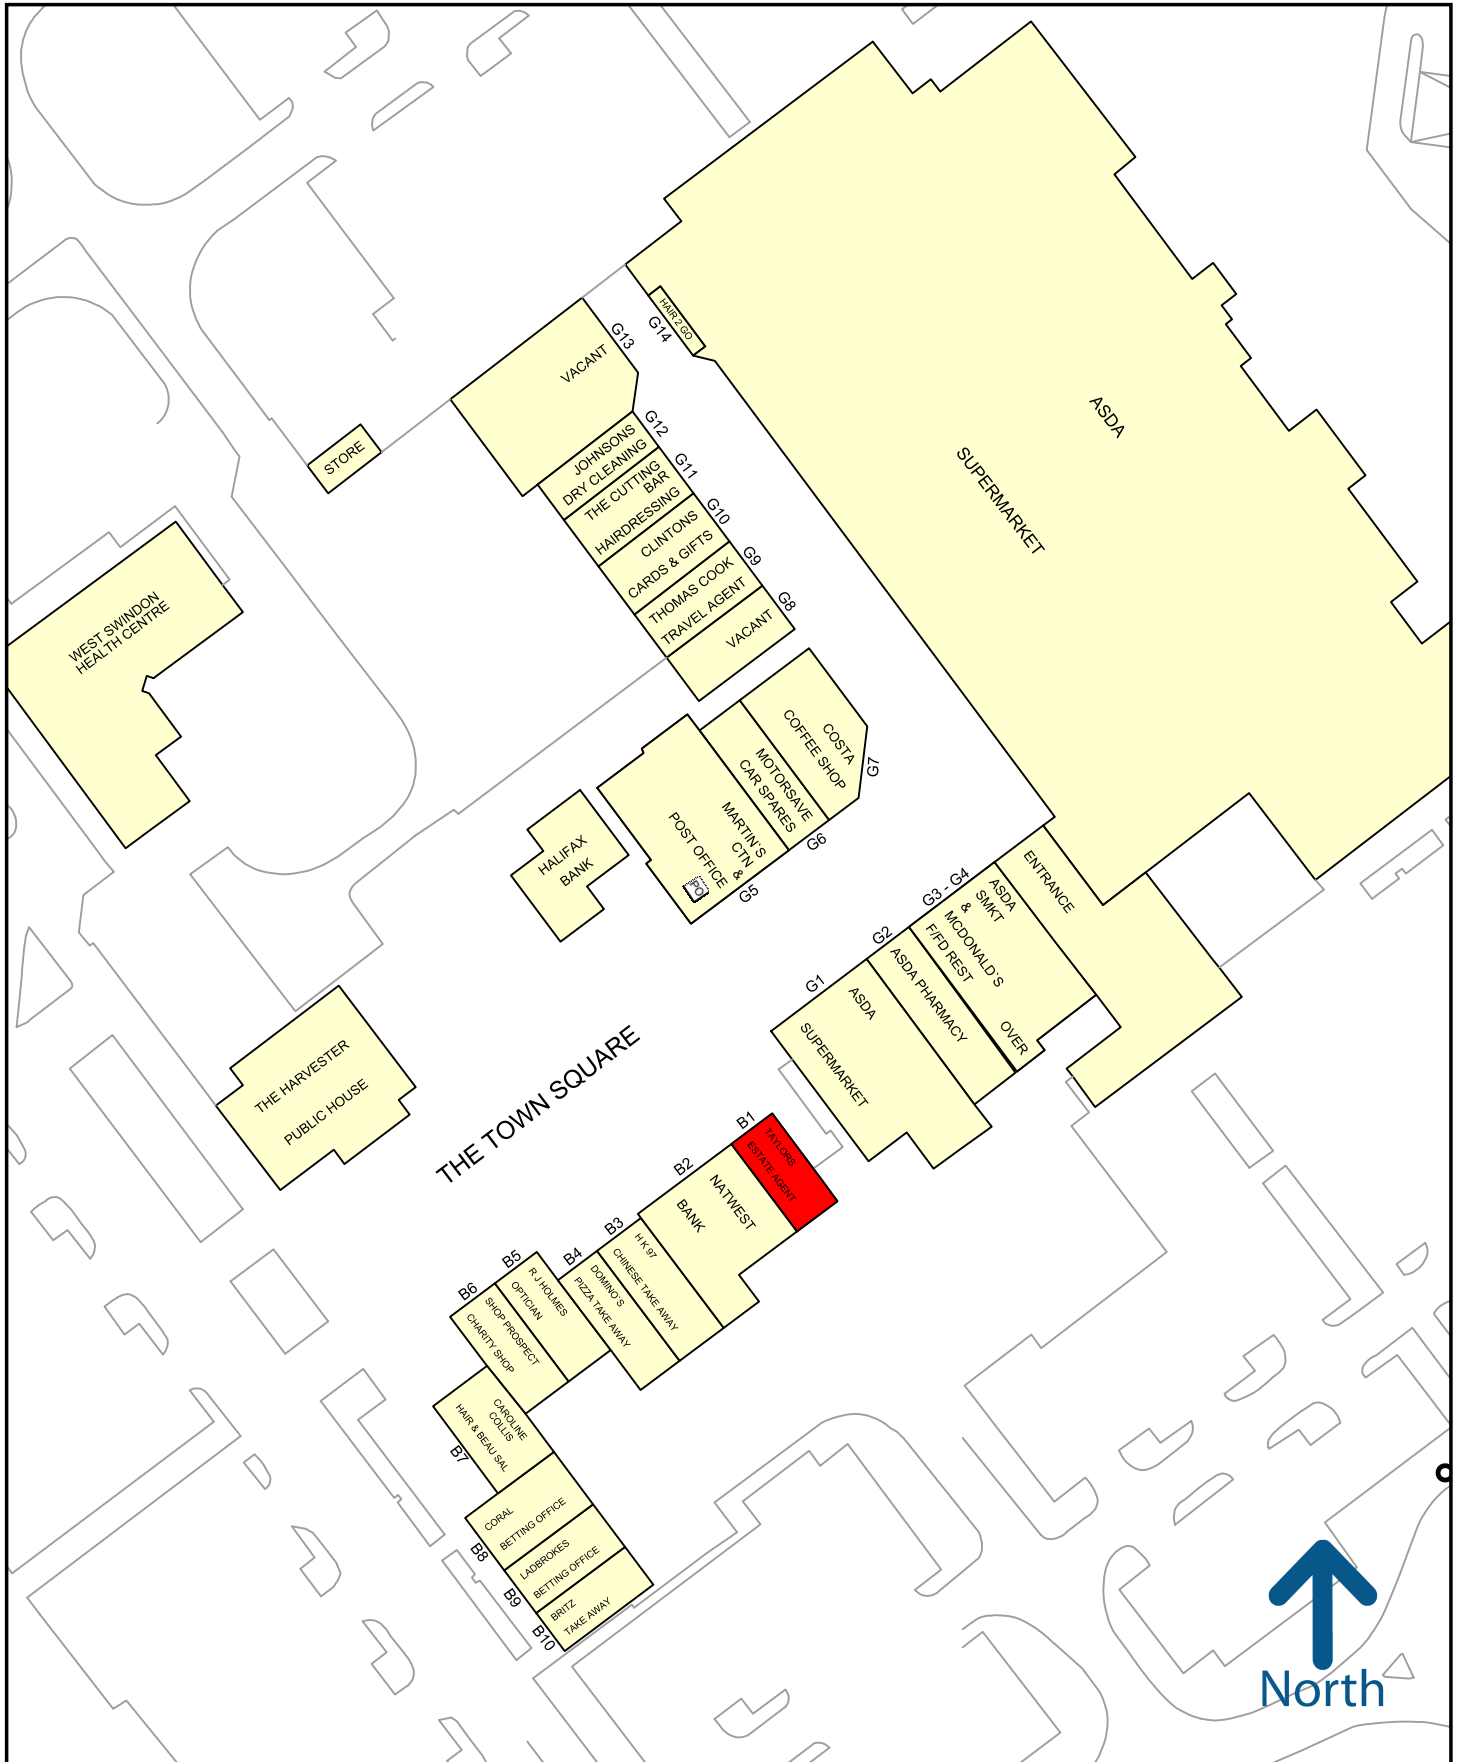 G13
VACANT
HAIR 2 GO
G14
ASDA
SUPERMARKET
STORE
G12
JOHNSONS
DRY CLEANING
G11
THE CUTTING
BAR
HAIRDRESSING
G10
CLINTONS
CARDS & GIFTS
G9
THOMAS COOK
TRAVEL AGENT
G8
VACANT
WEST SWINDON
HEALTH CENTRE
COSTA
COFFEE SHOP
G7
MOTORSAVE
CAR SPARES
G6
MARTIN'S
CTN &
POST OFFICE
PO
G5
HALIFAX
BANK
ENTRANCE
G3 - G4
ASDA
SMKT
&
MCDONALD'S
F/FD REST
OVER
G2
ASDA PHARMACY
G1
ASDA
SUPERMARKET
THE HARVESTER
PUBLIC HOUSE
THE TOWN SQUARE
B1
TAYLORS
ESTATE AGENT
B2
NATWEST
BANK
B3
H K 97
CHINESE TAKE AWAY
B4
DOMINO'S
PIZZA TAKE AWAY
B5
R J HOLMES
OPTICIAN
B6
SHOP PROSPECT
CHARITY SHOP
CAROLINE
COLLIS
HAIR & BEAU SAL
B7
CORAL
BETTING OFFICE
B8
LADBROKES
BETTING OFFICE
B9
BRITZ
TAKE AWAY
B10
North